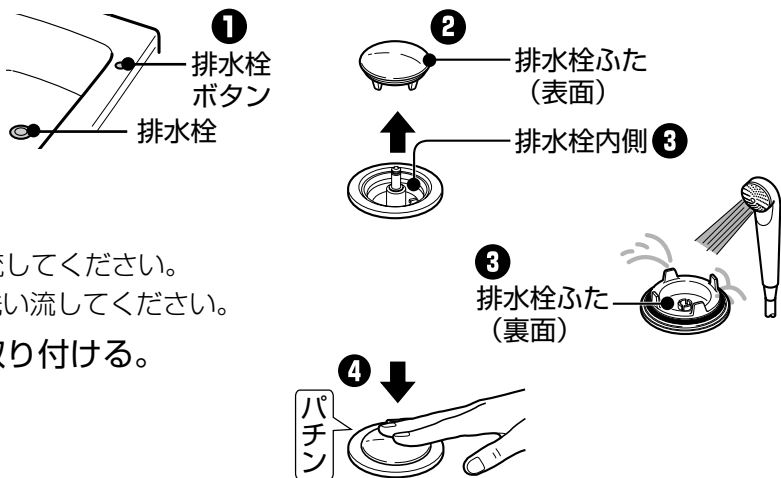 ❶
排水栓
ボタン
排水栓
❷
排水栓ふた
（表面）
排水栓内側❸
流してください。
洗い流してください。
取り付ける。
❸
排水栓ふた
（裏面）
❹
パチン